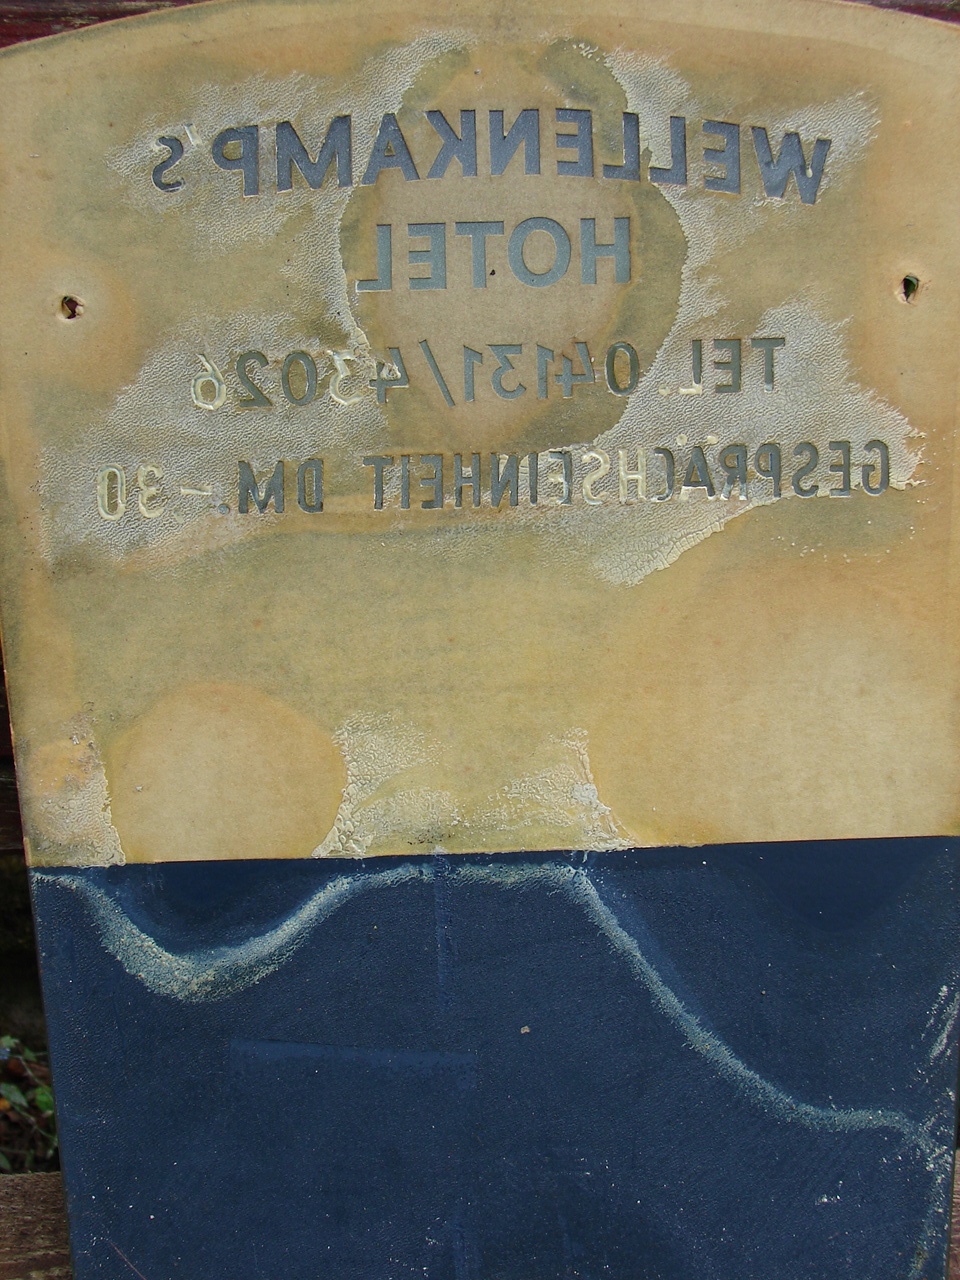 WELLENKAMP'S
HOTEL
TEL. 04131/43026
GESPRÄCHSEINHEIT DM. -30